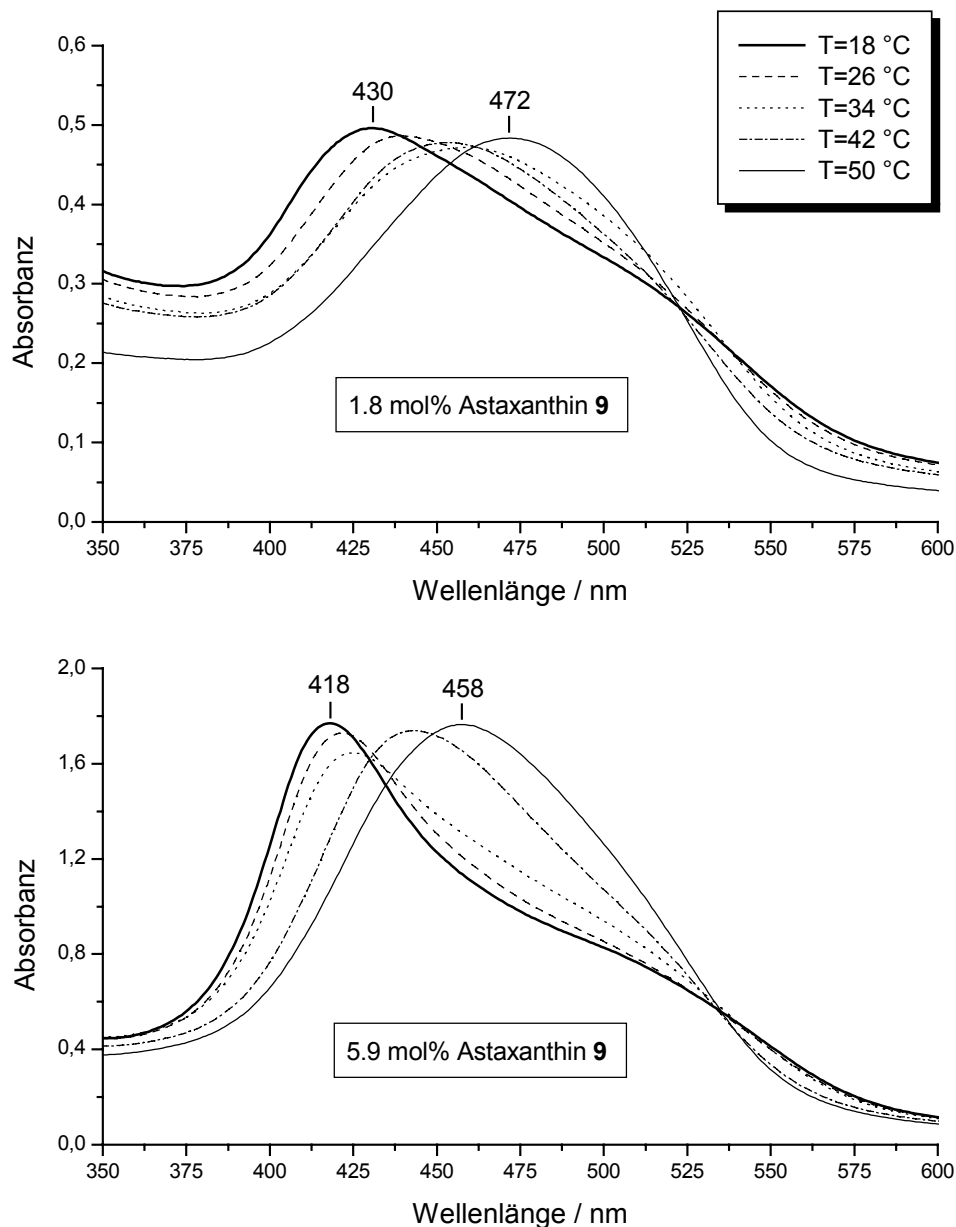 T=18 °C
T=26 °C
T=34 °C
T=42 °C
T=50 °C
430
472
0,6
0,5
0,4
0,3
0,2
0,1
0,0
Absorbanz
1.8 mol% Astaxanthin 9
350 375 400 425 450 475 500 525 550 575 600
Wellenlänge / nm
418
458
2,0
1,6
1,2
0,8
0,4
0,0
Absorbanz
5.9 mol% Astaxanthin 9
350 375 400 425 450 475 500 525 550 575 600
Wellenlänge / nm